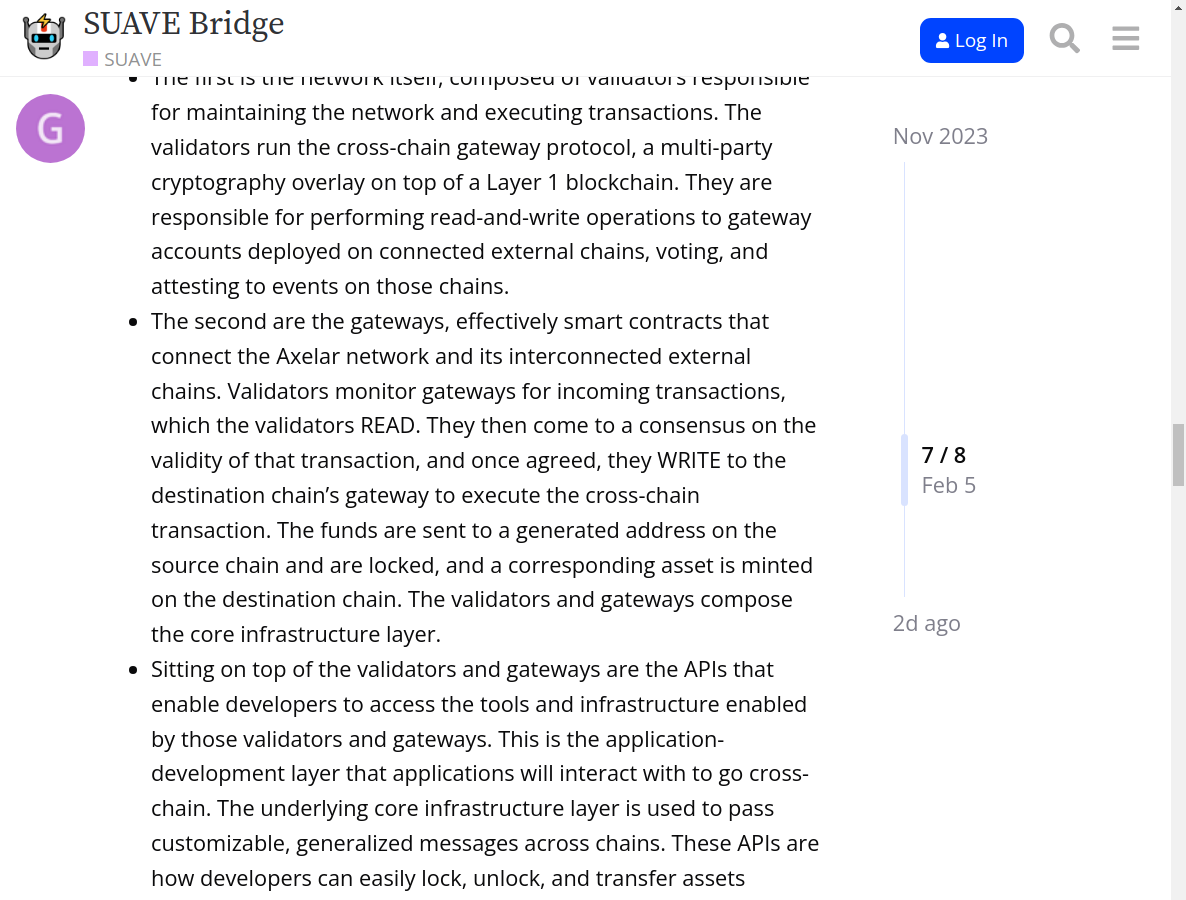 SUAVE Bridge
SUAVE
Log In
The first is the network itself, composed of validators responsible
G
for maintaining the network and executing transactions. The
validators run the cross-chain gateway protocol, a multi-party
cryptography overlay on top of a Layer 1 blockchain. They are
responsible for performing read-and-write operations to gateway
accounts deployed on connected external chains, voting, and
attesting to events on those chains.
The second are the gateways, effectively smart contracts that
connect the Axelar network and its interconnected external
chains. Validators monitor gateways for incoming transactions,
which the validators READ. They then come to a consensus on the
validity of that transaction, and once agreed, they WRITE to the
destination chain’s gateway to execute the cross-chain
transaction. The funds are sent to a generated address on the
source chain and are locked, and a corresponding asset is minted
on the destination chain. The validators and gateways compose
the core infrastructure layer.
Sitting on top of the validators and gateways are the APIs that
enable developers to access the tools and infrastructure enabled
by those validators and gateways. This is the application-
development layer that applications will interact with to go cross-
chain. The underlying core infrastructure layer is used to pass
customizable, generalized messages across chains. These APIs are
how developers can easily lock, unlock, and transfer assets
Nov 2023
7 / 8
Feb 5
2d ago